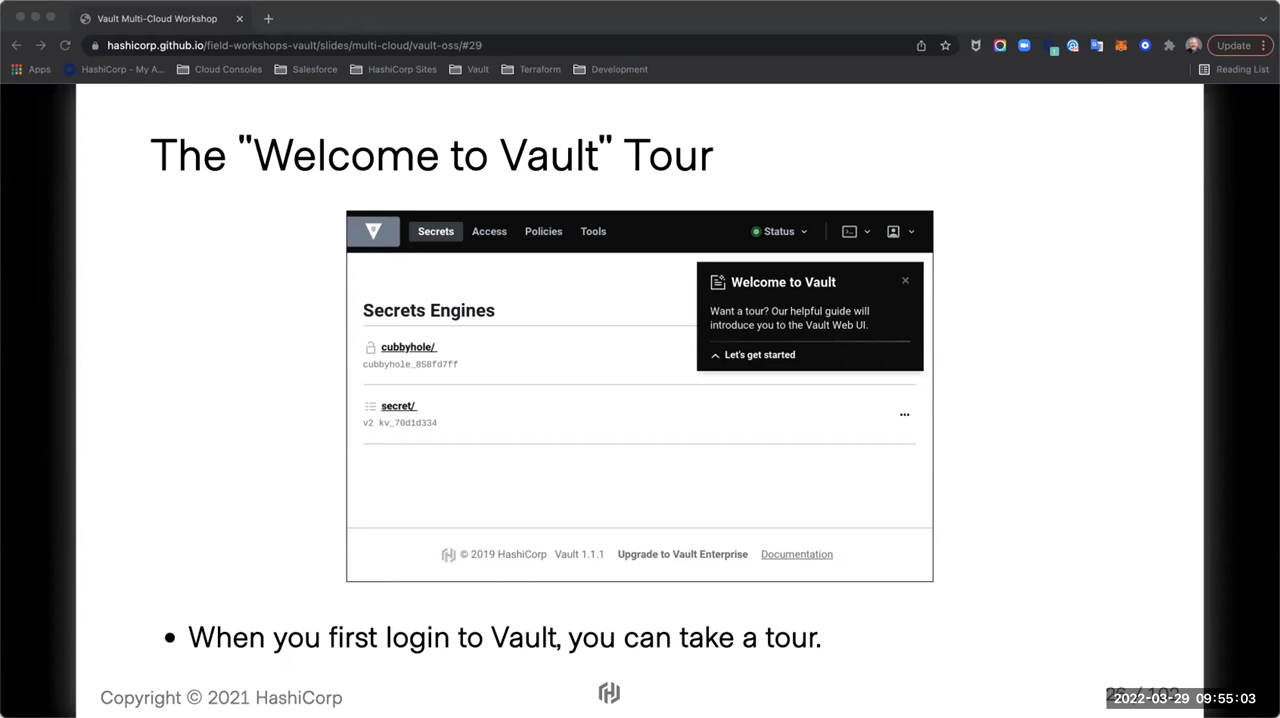 Vault Multi-Cloud Workshop
hashicorp.github.io/field-workshops-vault/slides/multi-cloud/vault-oss/#29
Update
Apps
HashiCorp - My A...
Cloud Consoles
Salesforce
HashiCorp Sites
Vault
Terraform
Development
Reading List
The "Welcome to Vault" Tour
Secrets
Access
Policies
Tools
Status
Welcome to Vault
Want a tour? Our helpful guide will
introduce you to the Vault Web UI.
Let's get started
Secrets Engines
cubbyhole/
cubbyhole_858fd7ff
secret/
v2 kv_70d1d334
© 2019 HashiCorp Vault 1.1.1 Upgrade to Vault Enterprise Documentation
• When you first login to Vault, you can take a tour.
Copyright © 2021 HashiCorp
2022-03-29 09:55:03